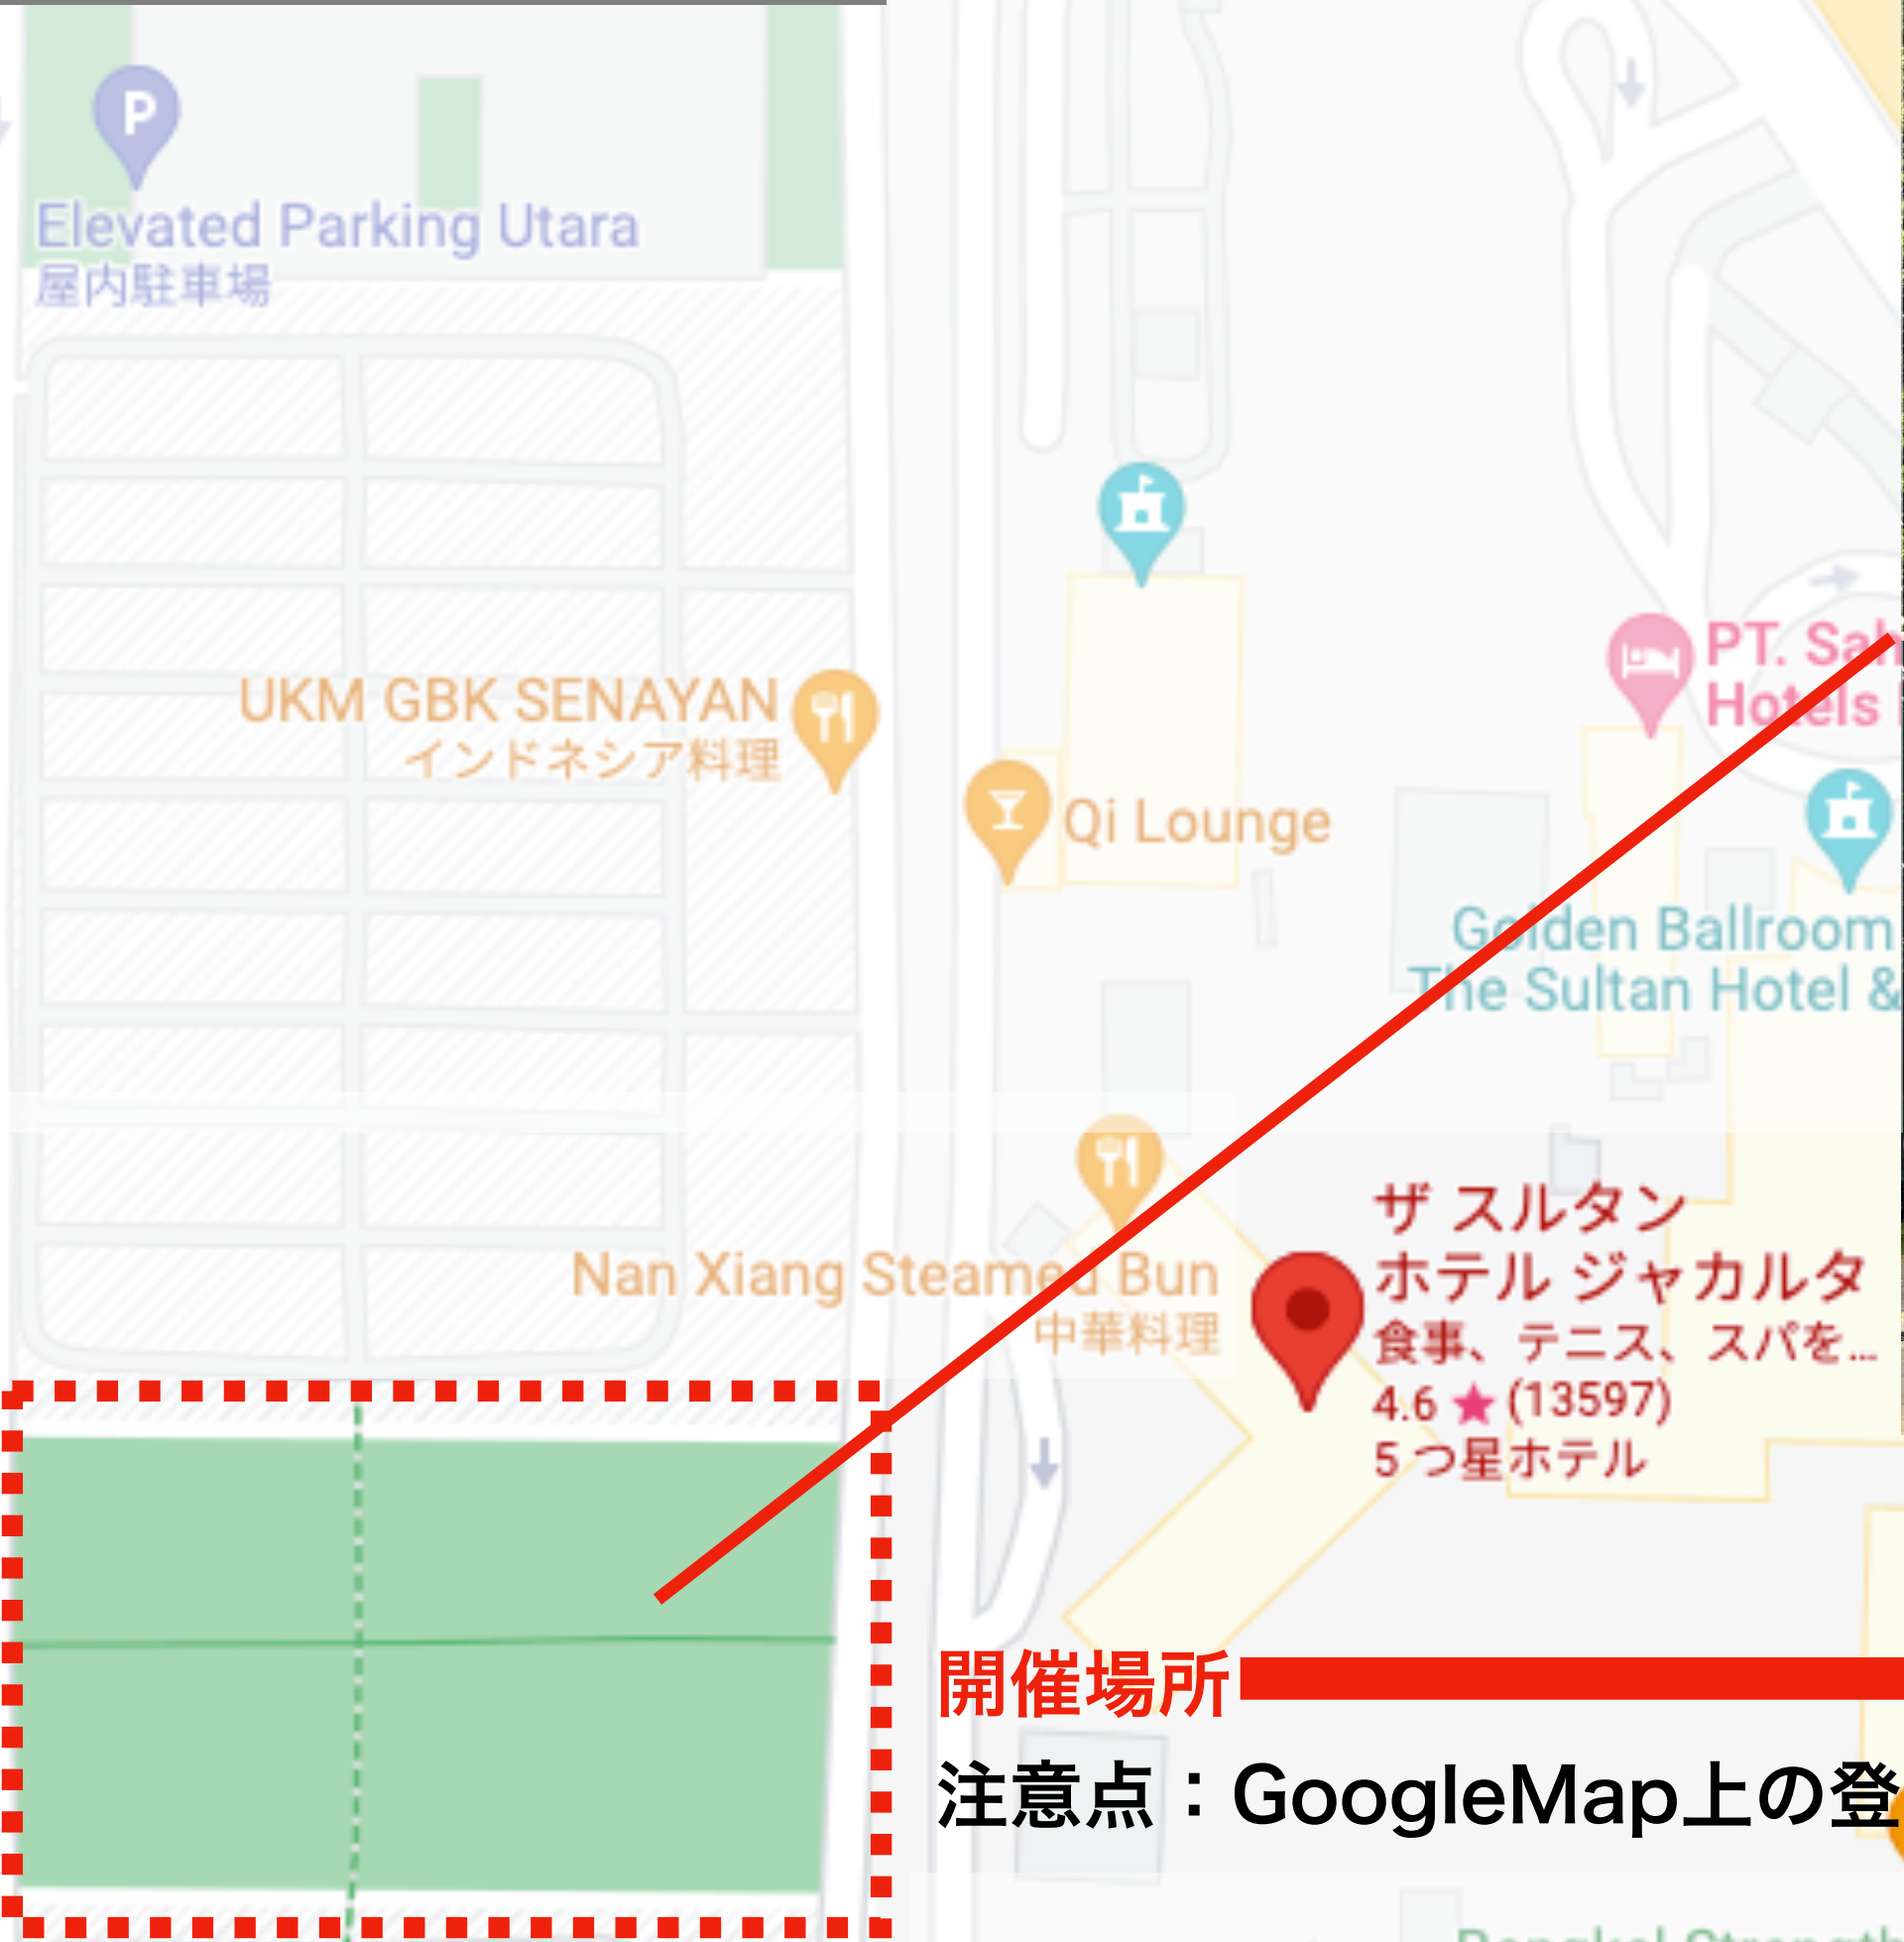 P
Elevated Parking Utara
屋内駐車場
UKM GBK SENAYAN
インドネシア料理
Qi Lounge
PT. Sah
Hotels
Golden Ballroom
The Sultan Hotel &
Nan Xiang Steamed Bun
中華料理
ザ スルタン
ホテル ジャカルタ
食事、テニス、スパを...
4.6 ★ (13597)
5 つ星ホテル
開催場所
注意点：GoogleMap上の登